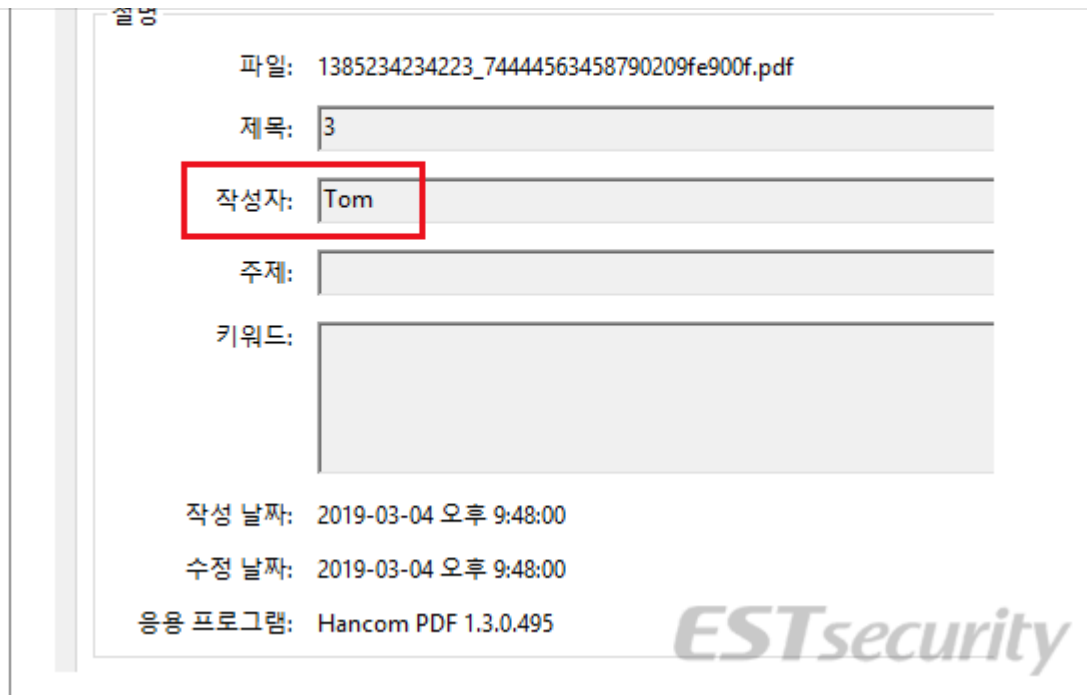 설명
파일: 1385234234223_74444563458790209fe900f.pdf
제목: 3
작성자: Tom
주제:
키워드:
작성 날짜: 2019-03-04 오후 9:48:00
수정 날짜: 2019-03-04 오후 9:48:00
응용 프로그램: Hancom PDF 1.3.0.495
ESTsecurity